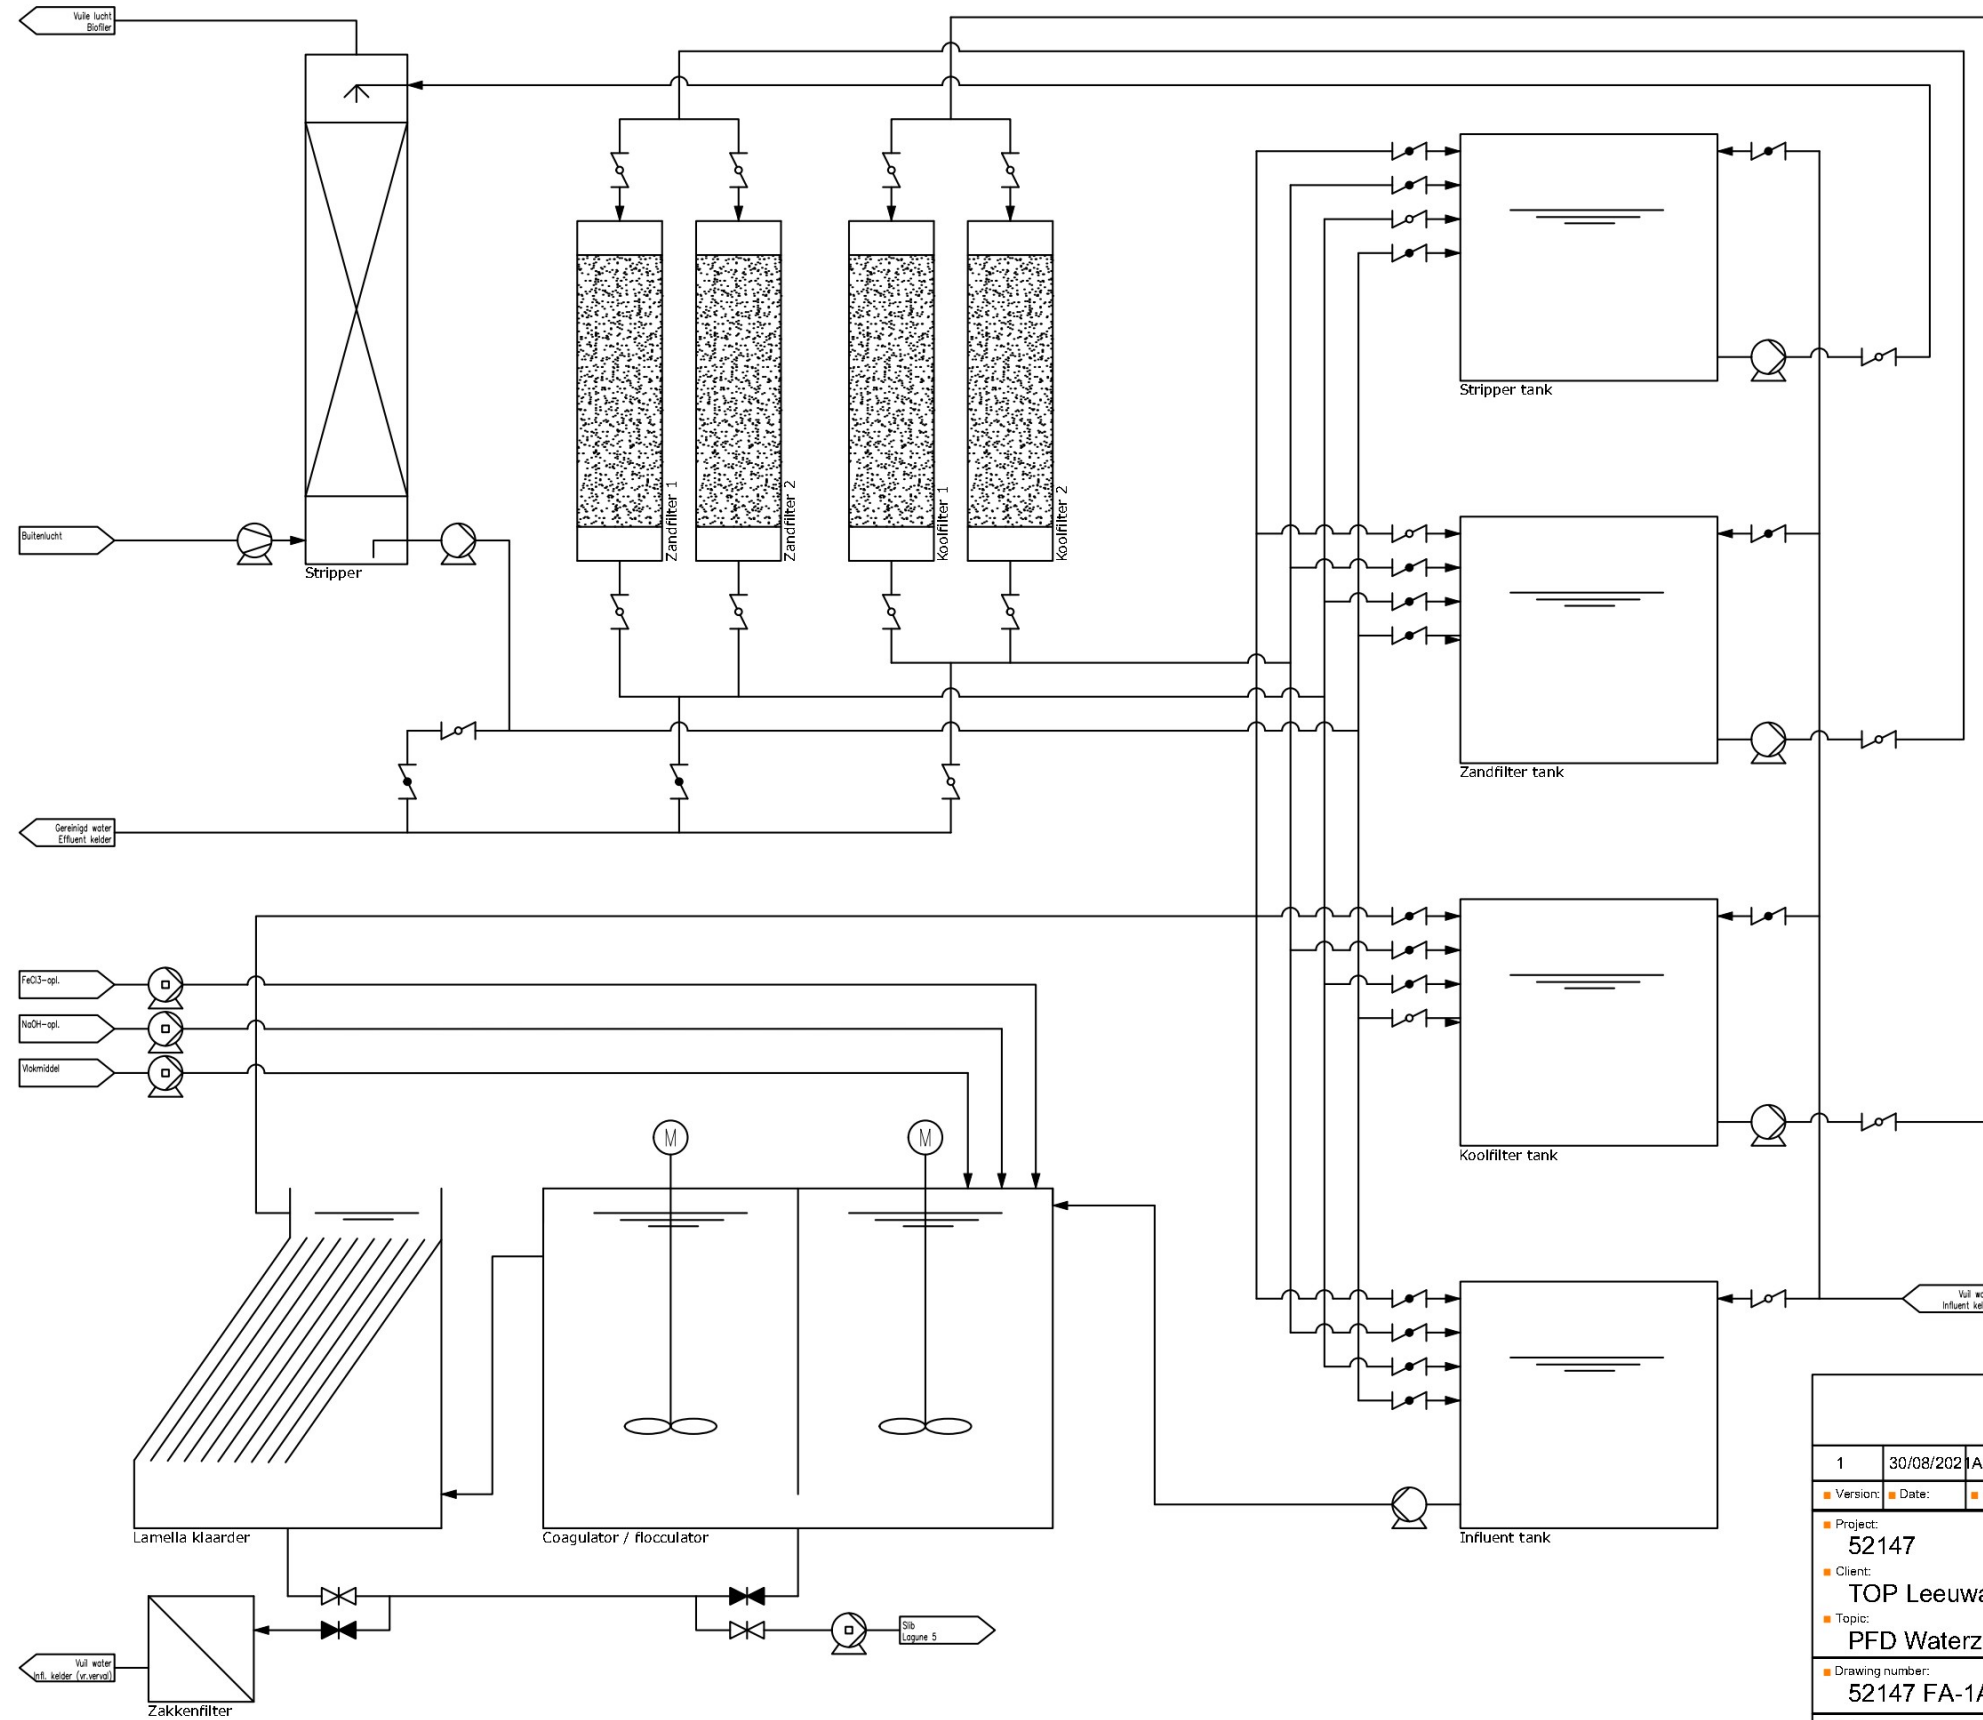 Vuile lucht
Biofiler
Stripper tank
Zandfilter 1
Zandfilter 2
Koolfilter 1
Koolfilter 2
Buitenlucht
Stripper
Zandfilter tank
Gereinigd water
Effluent kelder
FeCl3-opl.
NaOH-opl.
Vlokmiddel
M
M
Koolfilter tank
Vuil
Influent
1
30/08/2021
Version:
Date:
Lamella klaarder
Coagulator / flocculator
Influent tank
Project:
52147
Client:
TOP
Slib
Lagune 5
Topic:
PFD
Vuil water
Infl. kelder (vr.verval)
Zakkenfilter
Drawing number:
52147 FA-1A